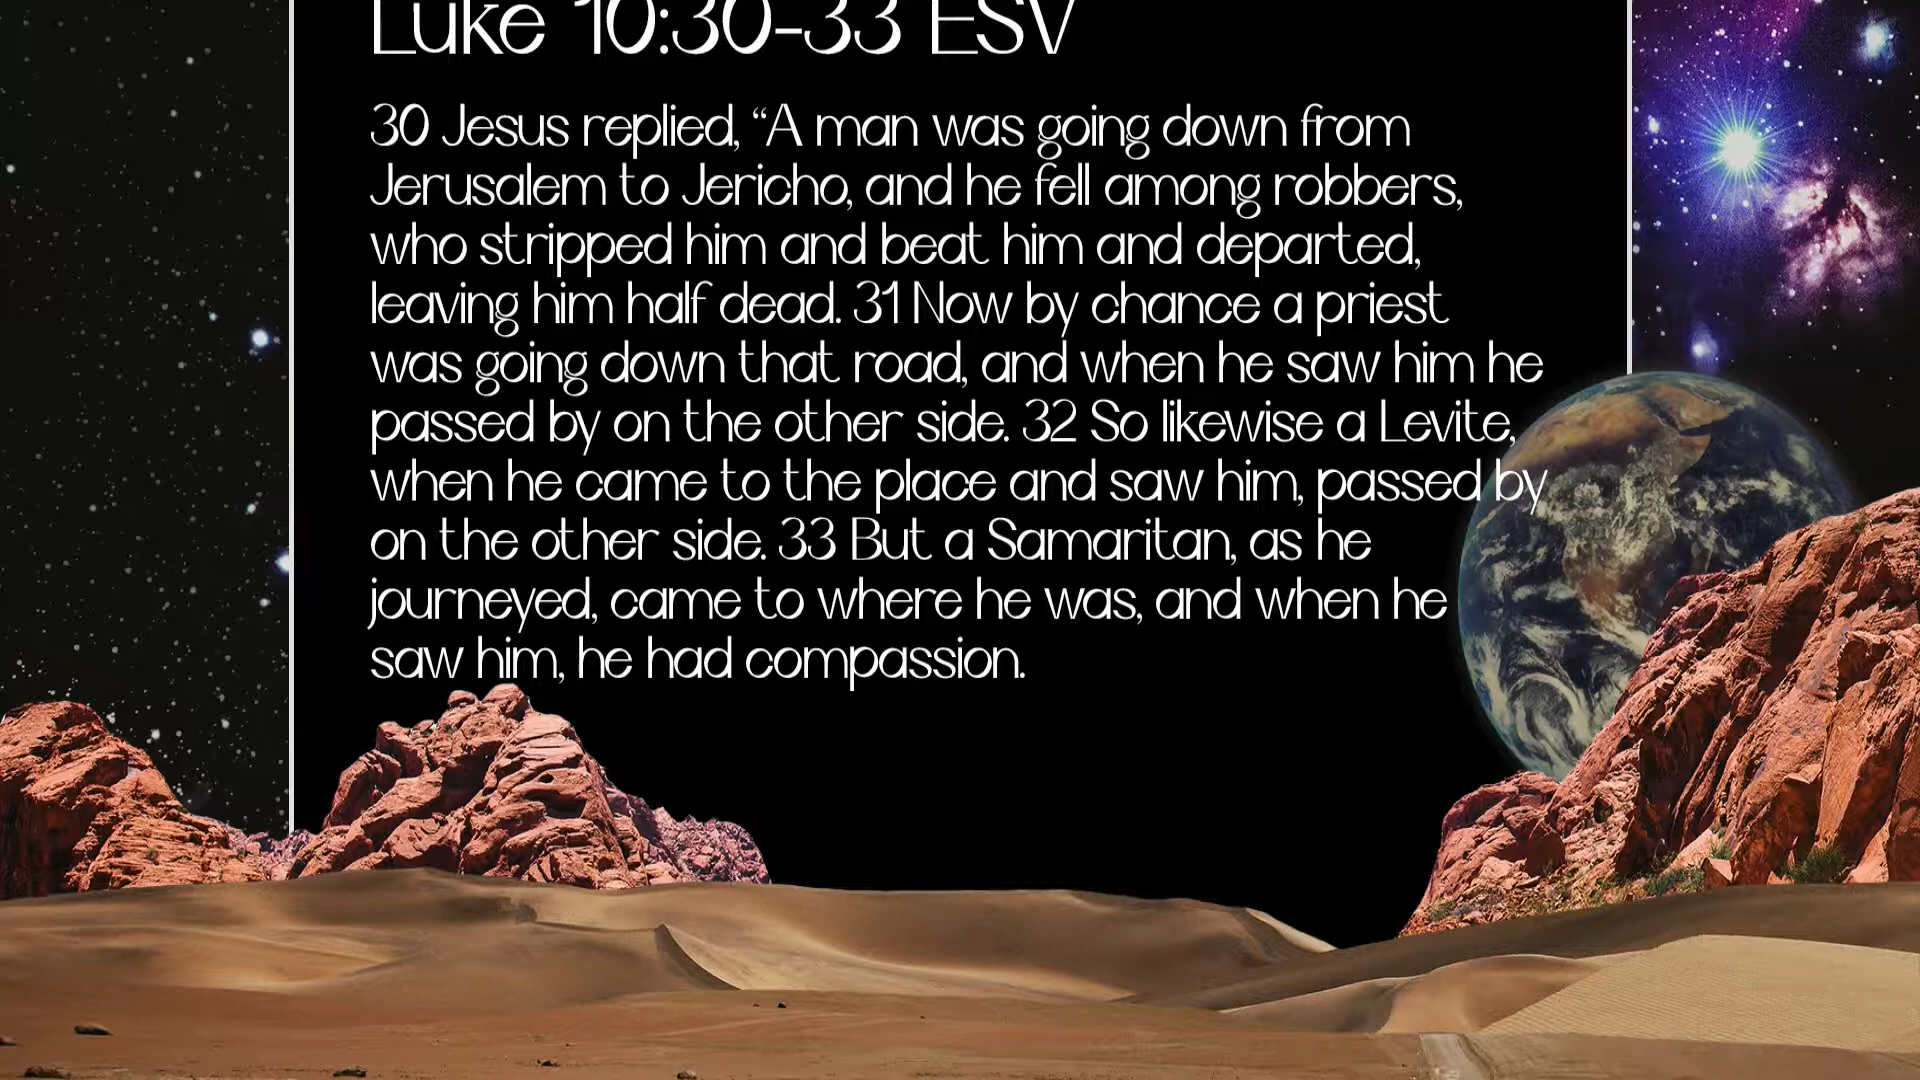 Luke 10:30-33 ESV
30 Jesus replied, “A man was going down from
Jerusalem to Jericho, and he fell among robbers,
who stripped him and beat him and departed,
leaving him half dead. 31 Now by chance a priest
was going down that road, and when he saw him he
passed by on the other side. 32 So likewise a Levite,
when he came to the place and saw him, passed by
on the other side. 33 But a Samaritan, as he
journeyed, came to where he was, and when he
saw him, he had compassion.